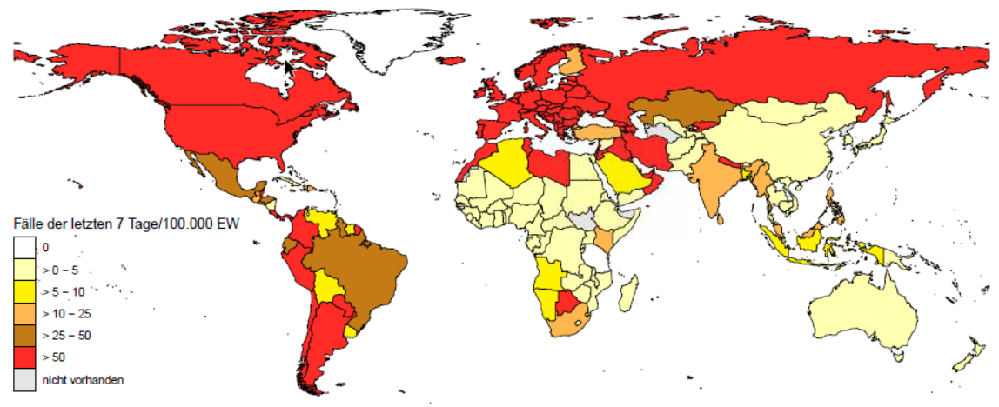 Fälle der letzten 7 Tage/100.000 EW
0
> 0 – 5
> 5 – 10
> 10 – 25
> 25 – 50
> 50
nicht vorhanden